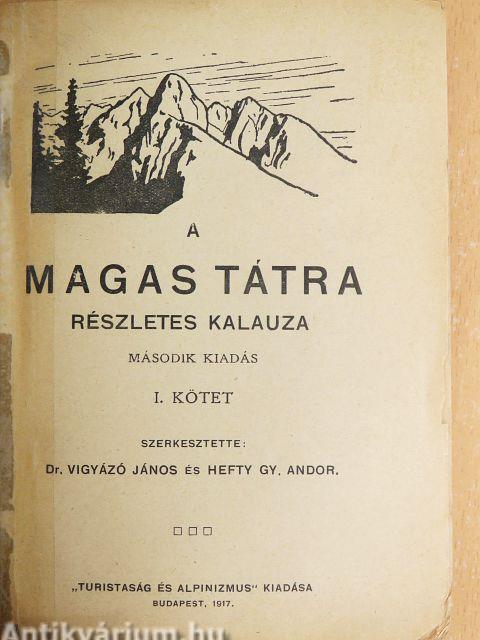 A
MAGAS TÁTRA
RÉSZLETES KALAUZA
MÁSODIK KIADÁS
I. KÖTET
SZERKESZTETTE:
Dr. VIGYÁZÓ JÁNOS ÉS HEFTY GY. ANDOR.
„TURISTASÁG ÉS ALPINIZMUS" KIADÁSA
BUDAPEST, 1917.
Antikvárium.hu